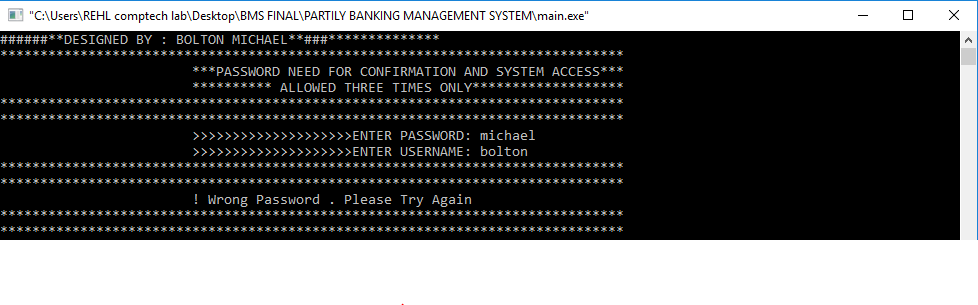 "C:\Users\REHL comptech lab\Desktop\BMS FINAL\PARTILY BANKING MANAGEMENT SYSTEM\main.exe"
######**DESIGNED BY : BOLTON MICHAEL**###**************
******************************************************************************
***PASSWORD NEED FOR CONFIRMATION AND SYSTEM ACCESS***
********** ALLOWED THREE TIMES ONLY*******************
******************************************************************************
******************************************************************************
>>>>>>>>>>>>>>>>>>>>ENTER PASSWORD: michael
>>>>>>>>>>>>>>>>>>>>ENTER USERNAME: bolton
******************************************************************************
******************************************************************************
! Wrong Password . Please Try Again
******************************************************************************
******************************************************************************